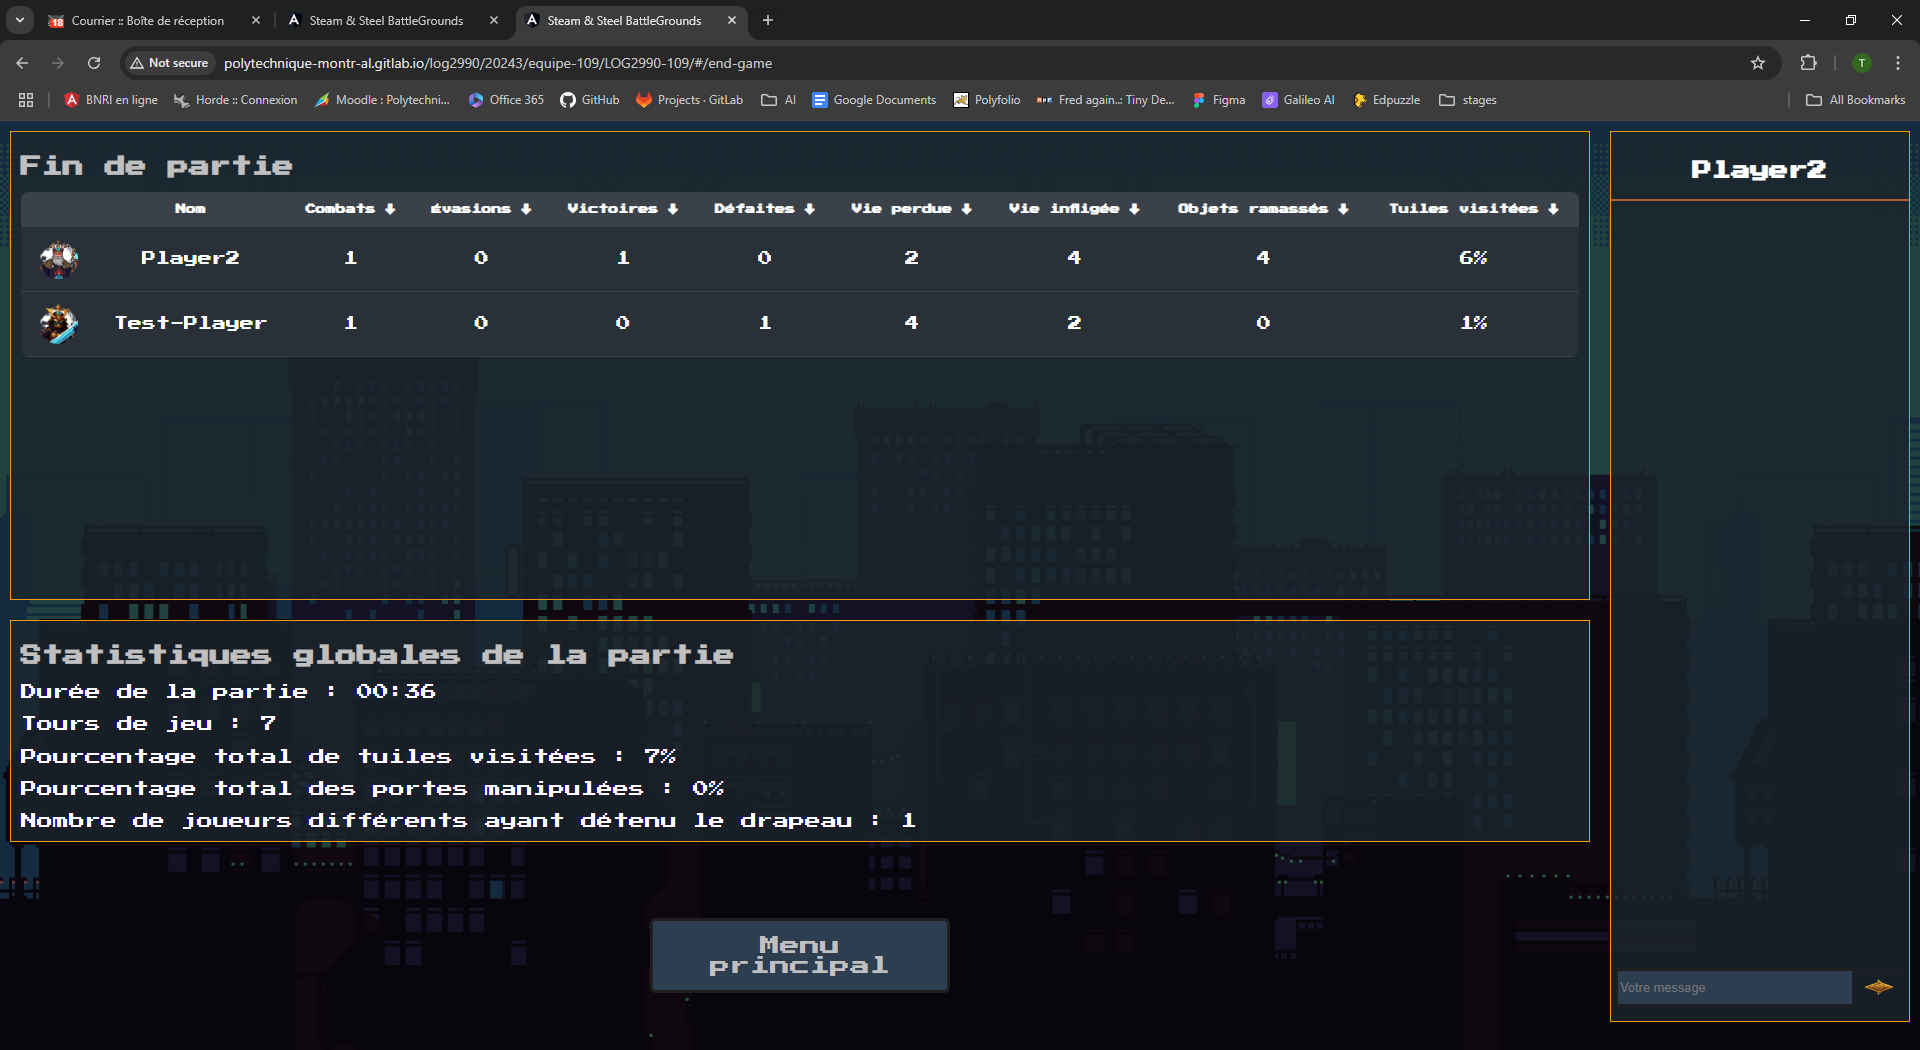 18 Courrier :: Boîte de réception
Steam & Steel BattleGrounds
Steam & Steel BattleGrounds
Not secure polytechnique-montr-al.gitlab.io/log2990/20243/equipe-109/LOG2990-109/#/end-game T
BNRI en ligne Horde :: Connexion Moodle : Polytechni... Office 365 GitHub Projects · GitLab AI Google Documents Polyfolio Fred again..: Tiny De... Figma Galileo AI Edpuzzle stages All Bookmarks
Fin de partie
Nom Combats Évasions Victoires Défaites Vie perdue Vie infligée Objets ramassés Tuiles visitées
Player2 1 0 1 0 2 4 4 6%
Test-Player 1 0 0 1 4 2 0 1%
Statistiques globales de la partie
Durée de la partie : 00:36
Tours de jeu : 7
Pourcentage total de tuiles visitées : 7%
Pourcentage total des portes manipulées : 0%
Nombre de joueurs différents ayant détenu le drapeau : 1
Menu
principal
Player2
Votre message